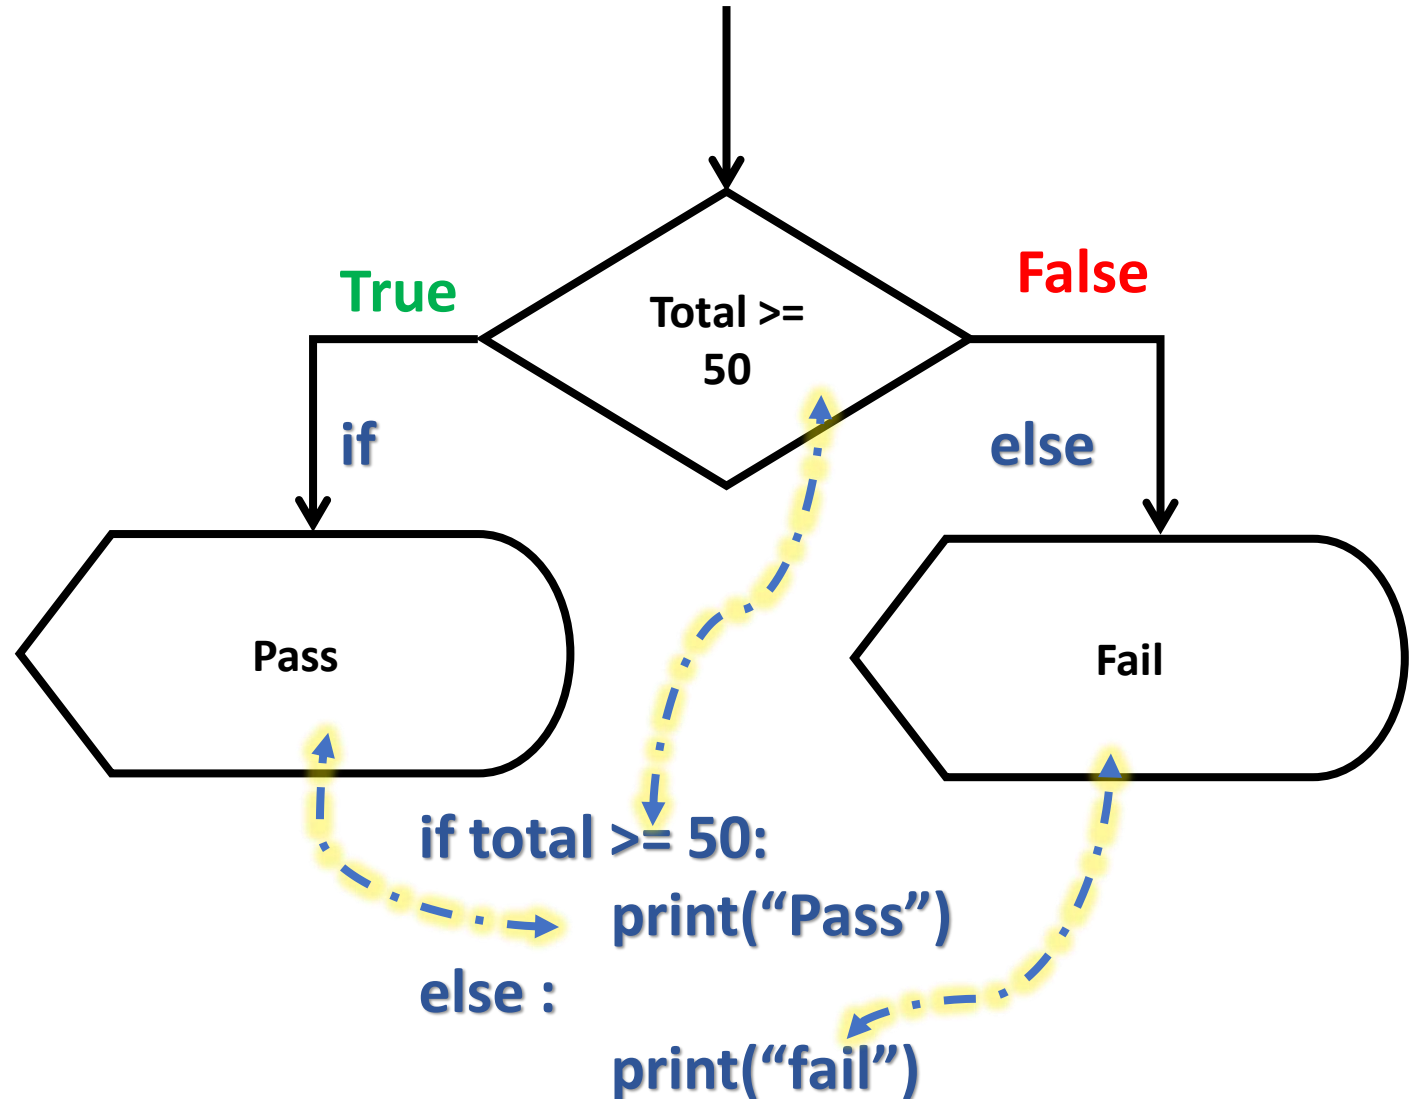 True
False
Total >=
50
if
else
Pass
Fail
if total >= 50:
print(“Pass”)
else :
print(“fail”)